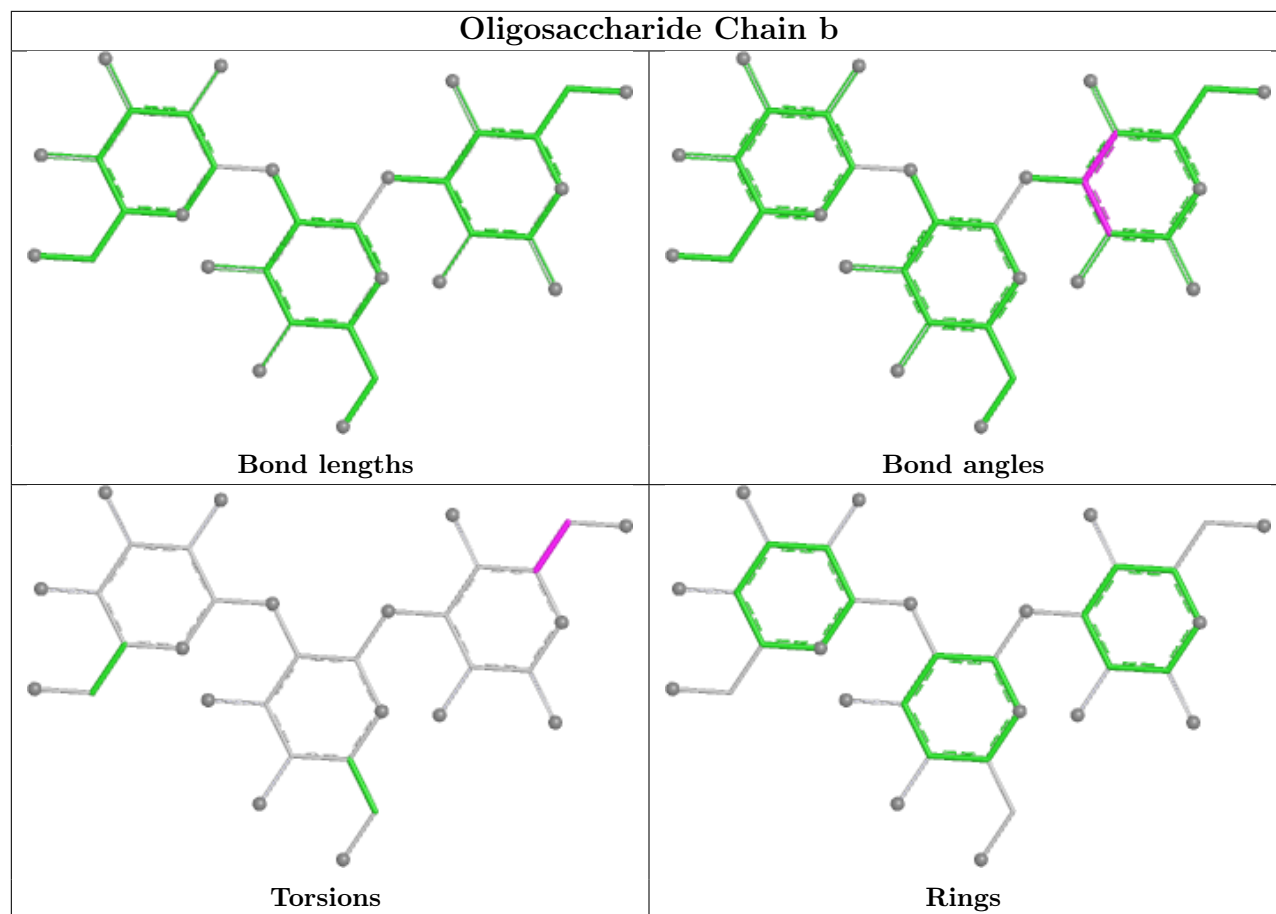 Oligosaccharide Chain b
Bond lengths
Bond angles
Torsions
Rings